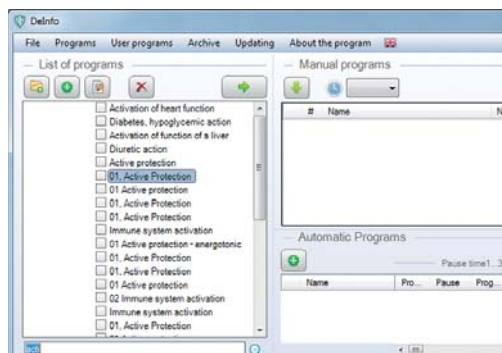 DeInfo
File Programs User programs Archive Updating About the program
List of programs
Activation of heart function
Diabetes, hypoglycemic action
Activation of function of a liver
Diuretic action
Active protection
01, Active Protection
01 Active protection
01, Active Protection
01, Active Protection
Immune system activation
01 Active protection - energotonic
01, Active Protection
01, Active Protection
01 Active protection
02 Immune system activation
Immune system activation
01, Active Protection
acti
Manual programs
# Name N
Automatic Programs
Pause time1.. 3
Name Pro... Pause Prog...